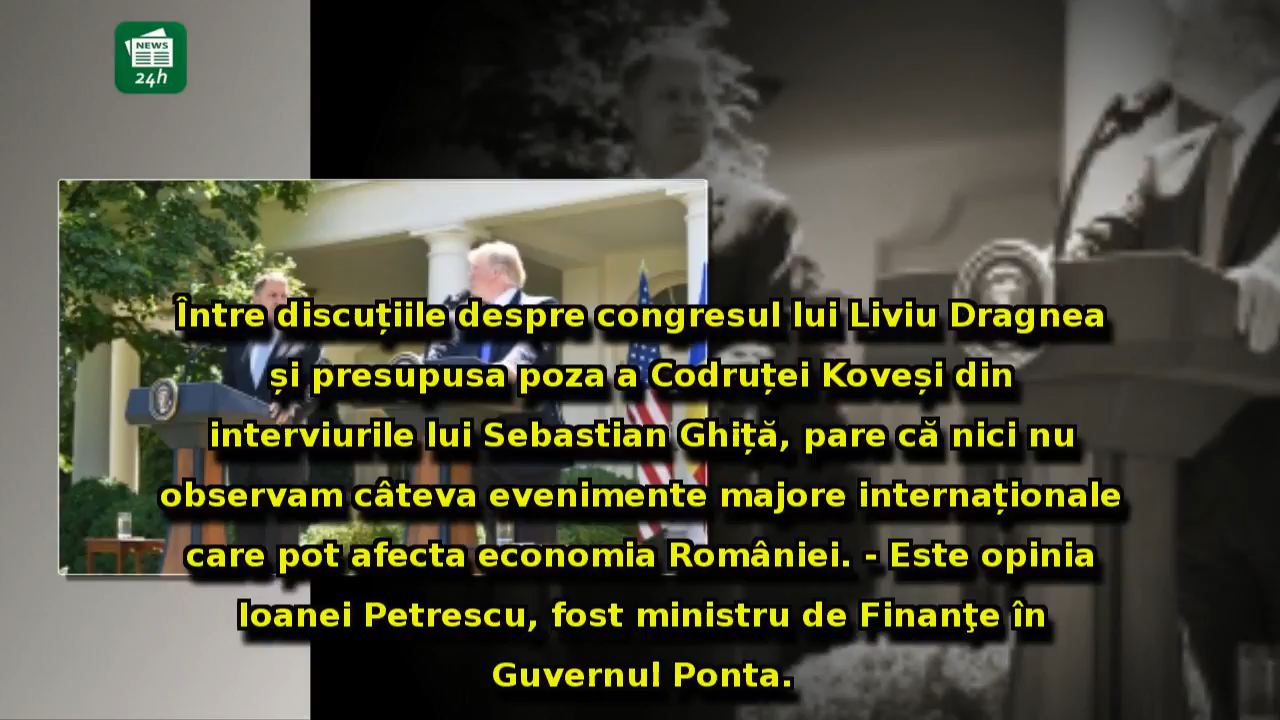 NEWS
24h
Între discuțiile despre congresul lui Liviu Dragnea
și presupusa poza a Codruței Koveși din
interviurile lui Sebastian Ghiță, pare că nici nu
observam câteva evenimente majore internaționale
care pot afecta economia României. - Este opinia
Ioanei Petrescu, fost ministru de Finanţe în
Guvernul Ponta.